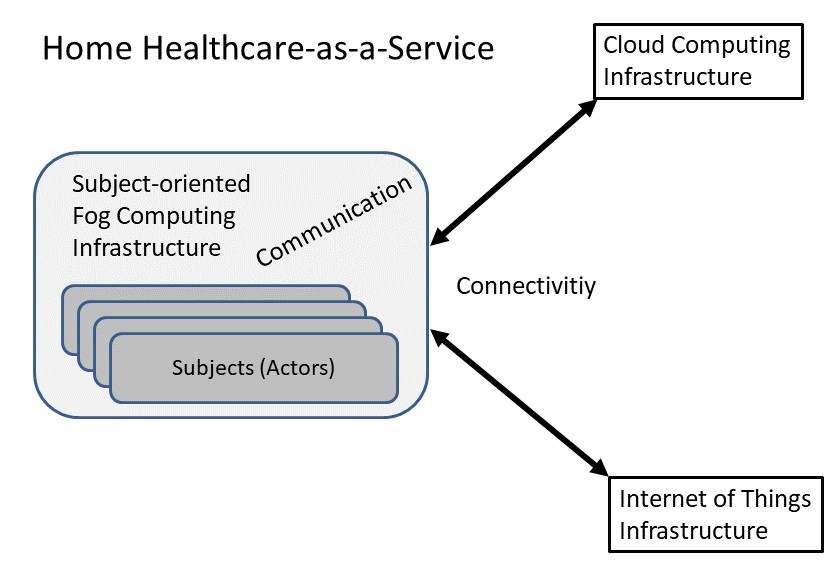 Home Healthcare-as-a-Service
Cloud Computing
Infrastructure
Subject-oriented
Fog Computing
Infrastructure
Communication
Connectivitiy
Subjects (Actors)
Internet of Things
Infrastructure